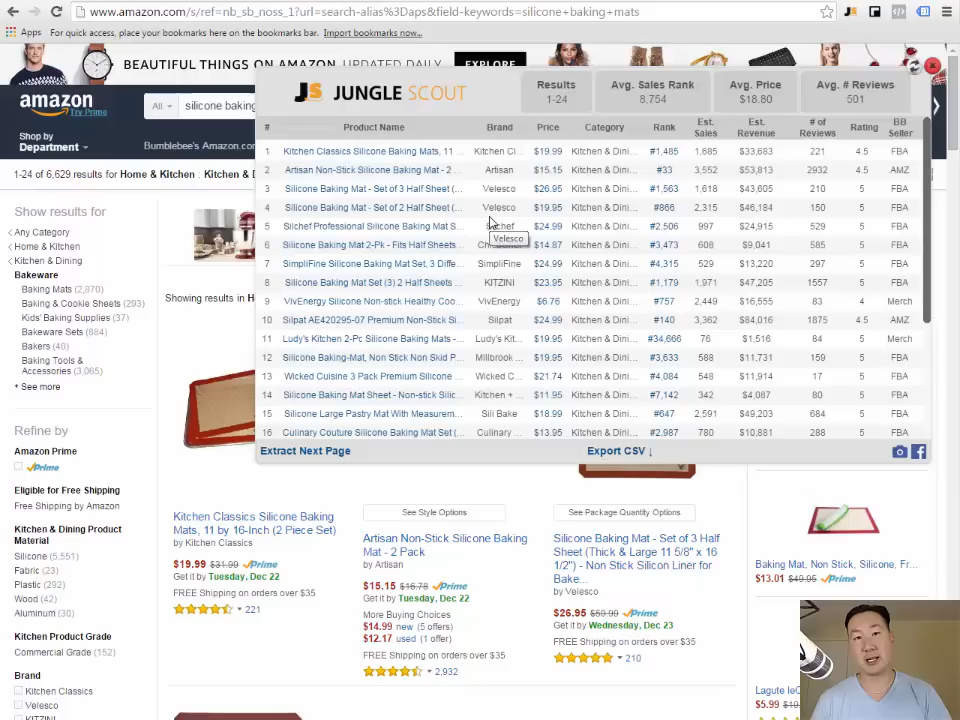 www.amazon.com/s/ref=nb_sb_noss_1?url=search-alias%3Daps&field-keywords=silicone+baking+mats
Apps For quick access, place your bookmarks here on the bookmarks bar. Import bookmarks now...
BEAUTIFUL THINGS ON AMAZON UPDATED DAILY EXPLORE
amazon
Try Prime
All
silicone baking
Shop by
Department
Bumblebee's Amazon.com
1-24 of 6,629 results for Home & Kitchen : Kitchen & D
JS JUNGLE SCOUT
Results
1-24
Avg. Sales Rank
8,754
Avg. Price
$18.80
Avg. # Reviews
501
# Product Name Brand Price Category Rank Est. Sales Est. Revenue # of Reviews Rating BB Seller
1 Kitchen Classics Silicone Baking Mats, 11 ... Kitchen Cl... $19.99 Kitchen & Dini... #1,485 1,685 $33,683 221 4.5 FBA
2 Artisan Non-Stick Silicone Baking Mat - 2 ... Artisan $15.15 Kitchen & Dini... #33 3,552 $53,813 2932 4.5 AMZ
3 Silicone Baking Mat - Set of 3 Half Sheet (... Velesco $26.95 Kitchen & Dini... #1,563 1,618 $43,605 210 5 FBA
4 Silicone Baking Mat - Set of 2 Half Sheet (... Velesco $19.95 Kitchen & Dini... #866 2,315 $46,184 150 5 FBA
5 Silchef Professional Silicone Baking Mat S... chef $24.99 Kitchen & Dini... #2,506 997 $24,915 5 FBA
Velesco
6 Silicone Baking Mat 2-Pk - Fits Half Sheets... $14.87 Kitchen & Dini... #3,473 608 $9,041 585 5 FBA
7 SimpliFine Silicone Baking Mat Set, 3 Diffe... SimpliFine $24.99 Kitchen & Dini... #4,315 529 $13,220 297 5 FBA
8 Silicone Baking Mat Set (3) 2 Half Sheets ... KITZINI $23.95 Kitchen & Dini... #1,179 1,971 $47,205 1557 5 FBA
9 VivEnergy Silicone Non-stick Healthy Coo... VivEnergy $6.76 Kitchen & Dini... #757 2,449 $16,555 83 4 Merch
10 Silpat AE420295-07 Premium Non-Stick Si... Silpat $24.99 Kitchen & Dini... #140 3,362 $84,016 1875 4.5 AMZ
11 Ludy's Kitchen 2-Pc Silicone Baking Mats -... Ludy's Kit... $19.95 Kitchen & Dini... #34,666 76 $1,516 84 5 Merch
12 Silicone Baking-Mat, Non Stick Non Skid P... Millbrook ... $19.95 Kitchen & Dini... #3,633 588 $11,731 159 5 FBA
13 Wicked Cuisine 3 Pack Premium Silicone ... Wicked C... $21.74 Kitchen & Dini... #4,084 548 $11,914 17 5 FBA
14 Silicone Baking Mat Sheet - Non-stick Silic... Kitchen + ... $11.95 Kitchen & Dini... #7,142 342 $4,087 80 5 FBA
15 Silicone Large Pastry Mat With Measurem... Sili Bake $18.99 Kitchen & Dini... #647 2,591 $49,203 684 5 FBA
16 Culinary Couture Silicone Baking Mat Set (... Culinary ... $13.95 Kitchen & Dini... #2,987 780 $10,881 288 5 FBA
Extract Next Page
Export CSV ↓
Show results for
Any Category
Home & Kitchen
Kitchen & Dining
Bakeware
Baking Mats (2,870)
Baking & Cookie Sheets (293)
Kids' Baking Supplies (37)
Bakeware Sets (884)
Bakers (40)
Baking Tools &
Accessories (3,065)
+ See more
Refine by
Amazon Prime
Prime
Eligible for Free Shipping
Free Shipping by Amazon
Kitchen & Dining Product
Material
Silicone (5,551)
Fabric (23)
Plastic (292)
Wood (42)
Aluminum (30)
Kitchen Product Grade
Commercial Grade (152)
Brand
Kitchen Classics
Velesco
KITZINI
Showing results in H
Kitchen Classics Silicone Baking
Mats, 11 by 16-Inch (2 Piece Set)
by Kitchen Classics
$19.99 $31.99 Prime
Get it by Tuesday, Dec 22
FREE Shipping on orders over $35
221
See Style Options
Artisan Non-Stick Silicone Baking
Mat - 2 Pack
by Artisan
$15.15 $16.78 Prime
Get it by Tuesday, Dec 22
More Buying Choices
$14.99 new (5 offers)
$12.17 used (1 offer)
FREE Shipping on orders over $35
2,932
See Package Quantity Options
Silicone Baking Mat - Set of 3 Half
Sheet (Thick & Large 11 5/8" x 16
1/2") - Non Stick Silicon Liner for
Bake...
by Velesco
$26.95 $59.99 Prime
Get it by Wednesday, Dec 23
FREE Shipping on orders over $35
210
Baking Mat, Non Stick, Silicone, Fr...
$13.01 $49.95 Prime
Lagute le
$5.99